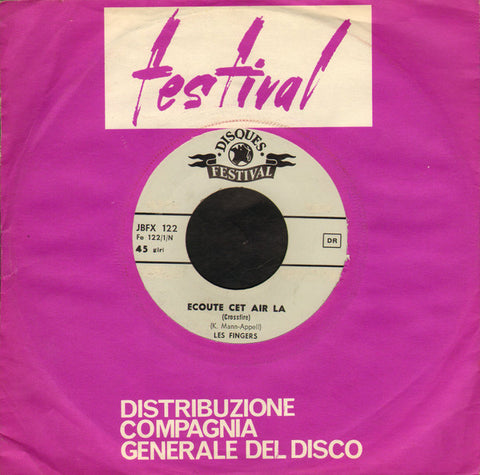 festival
DISQUES
FESTIVAL
JBFX 122
Fe 122/1/N
45 giri
DR
ECOUTE CET AIR LA
(Crossfire)
(K. Mann-Appell)
LES FINGERS
DISTRIBUZIONE
COMPAGNIA
GENERALE DEL DISCO